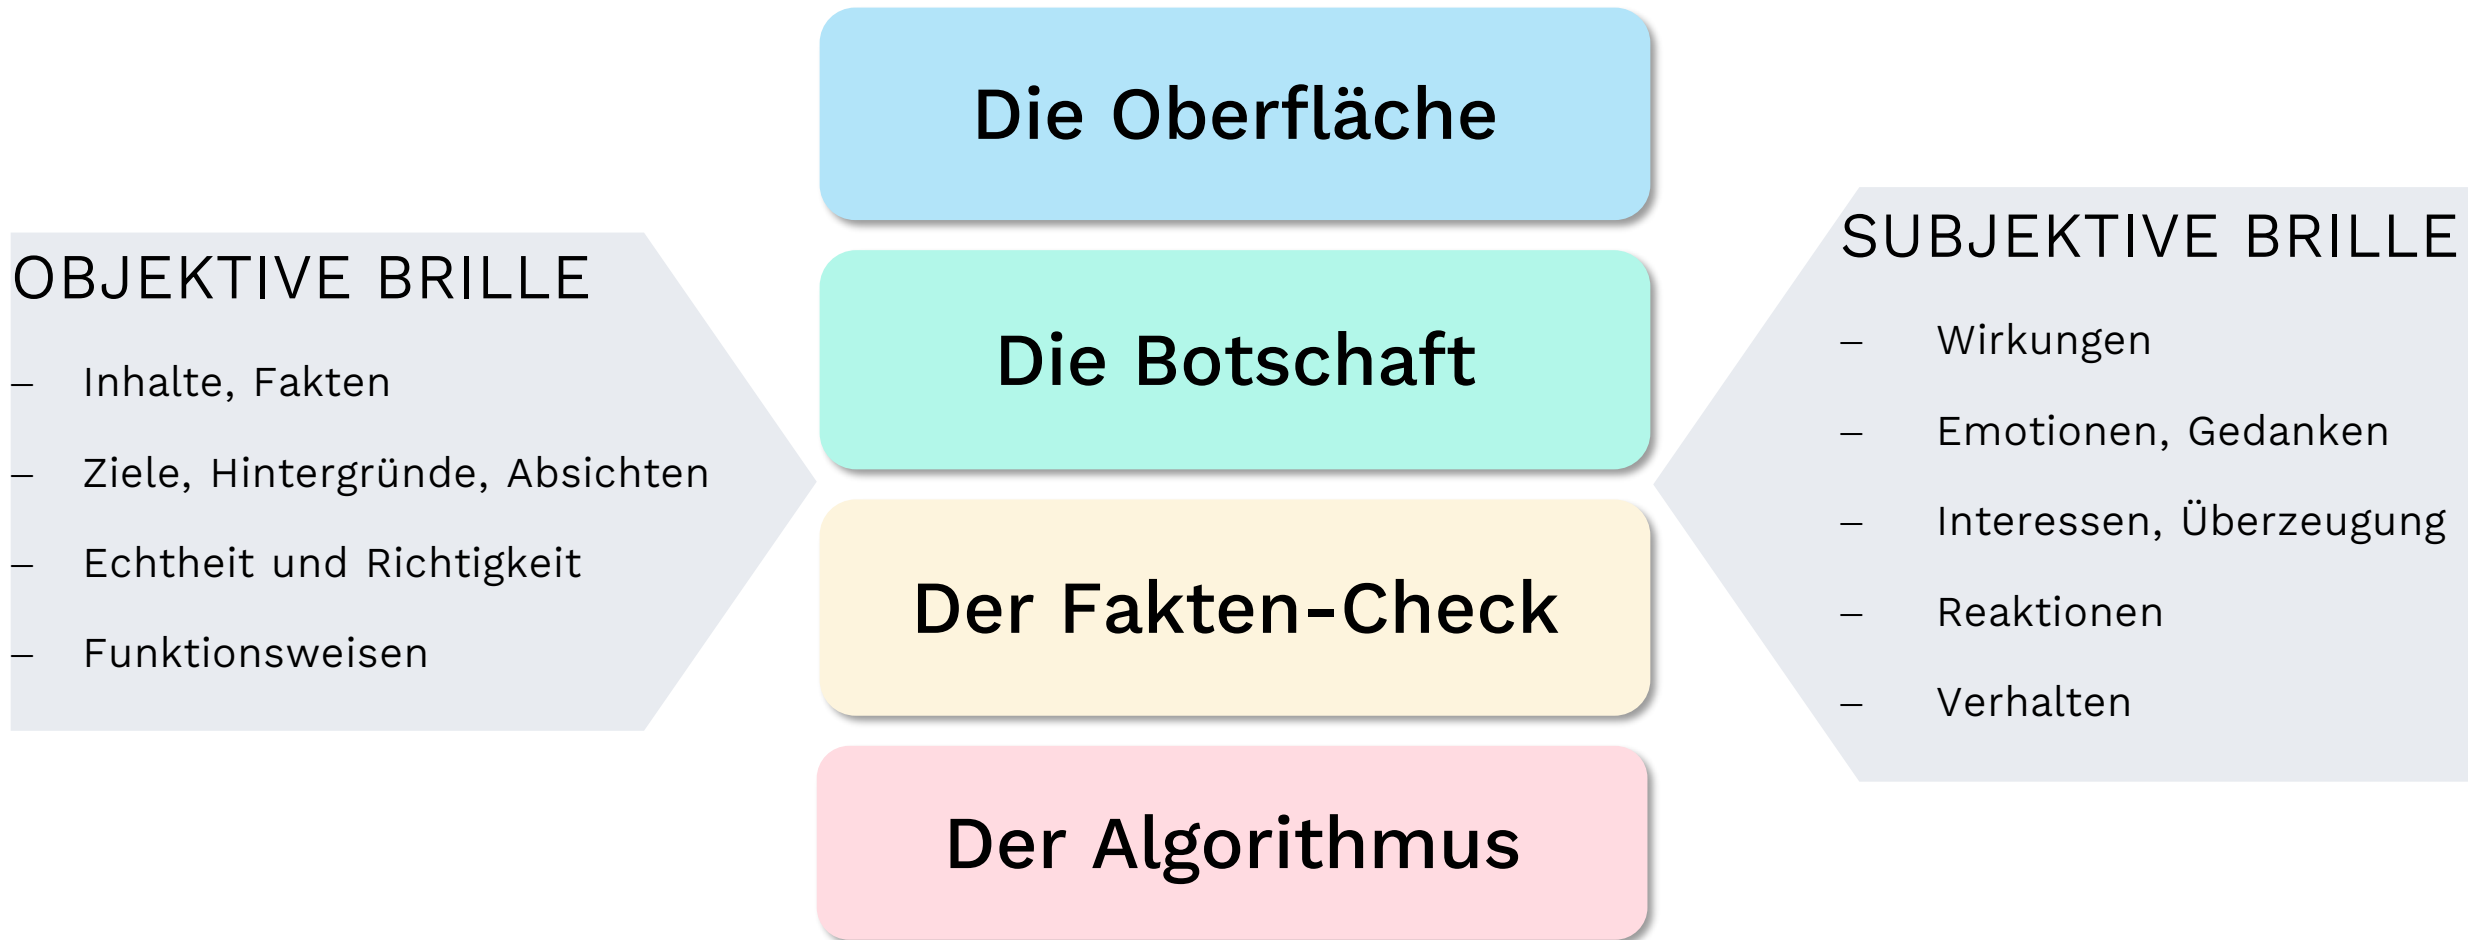 Die Oberfläche
Die Botschaft
Der Fakten-Check
Der Algorithmus
OBJEKTIVE BRILLE
– Inhalte, Fakten
– Ziele, Hintergründe, Absichten
– Echtheit und Richtigkeit
– Funktionsweisen
SUBJEKTIVE BRILLE
– Wirkungen
– Emotionen, Gedanken
– Interessen, Überzeugung
– Reaktionen
– Verhalten